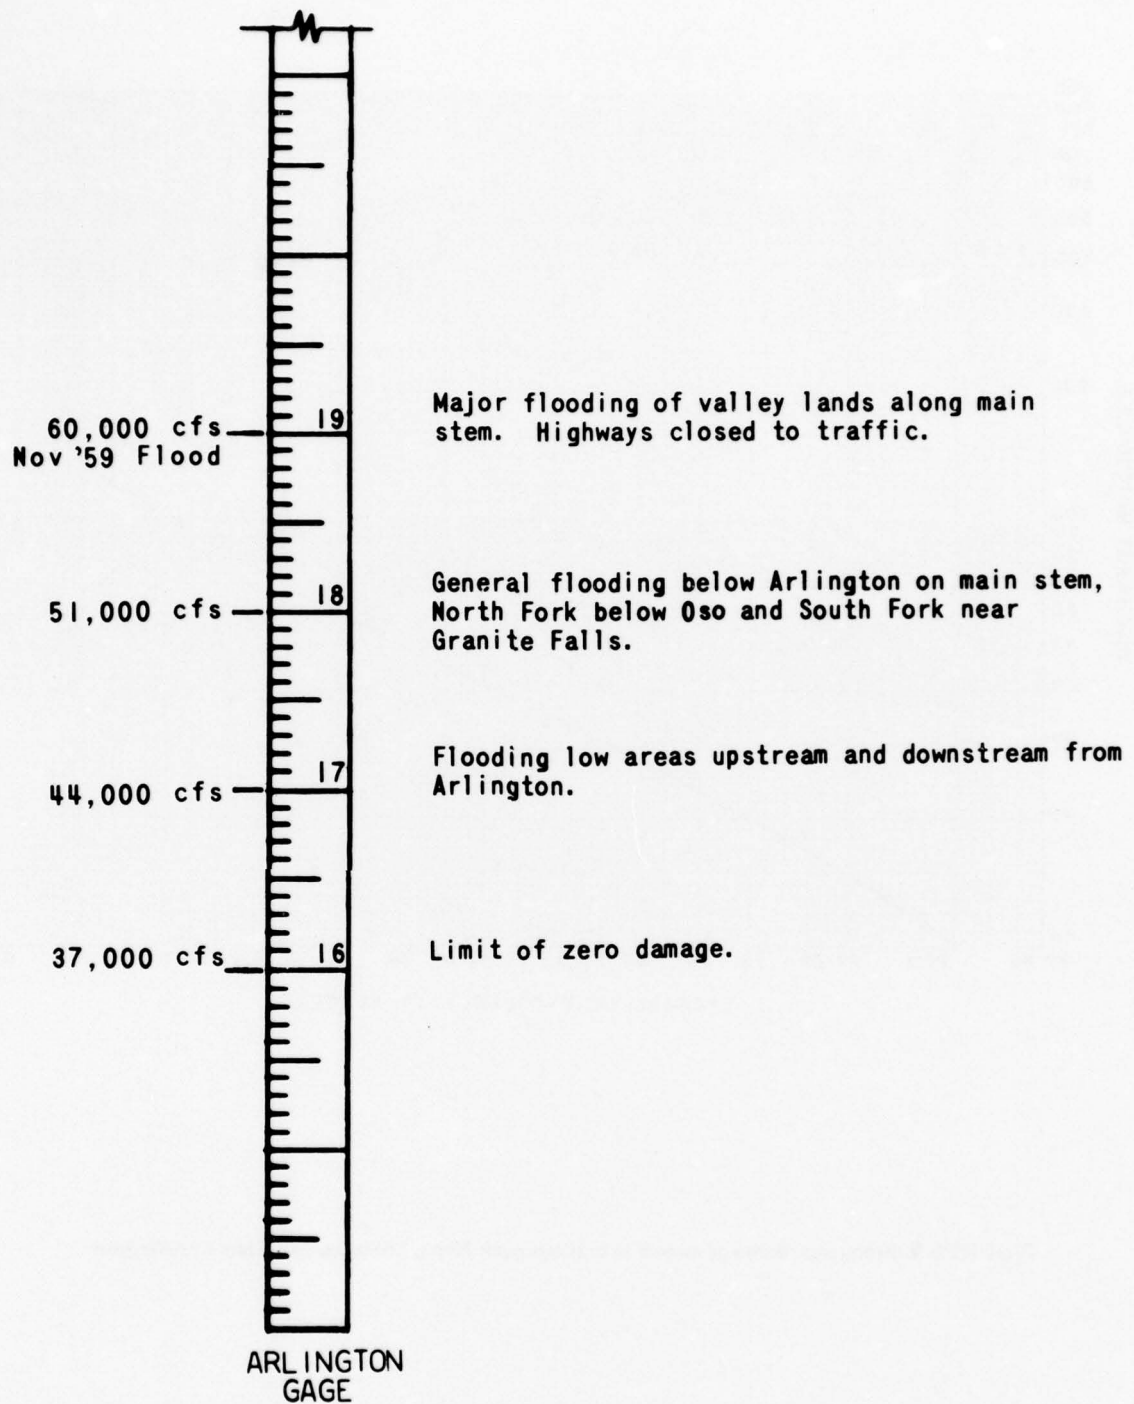 19
60,000 cfs
Nov '59 Flood
Major flooding of valley lands along main
stem. Highways closed to traffic.
18
51,000 cfs
General flooding below Arlington on main stem,
North Fork below Oso and South Fork near
Granite Falls.
17
44,000 cfs
Flooding low areas upstream and downstream from
Arlington.
16
37,000 cfs
Limit of zero damage.
ARLINGTON
GAGE